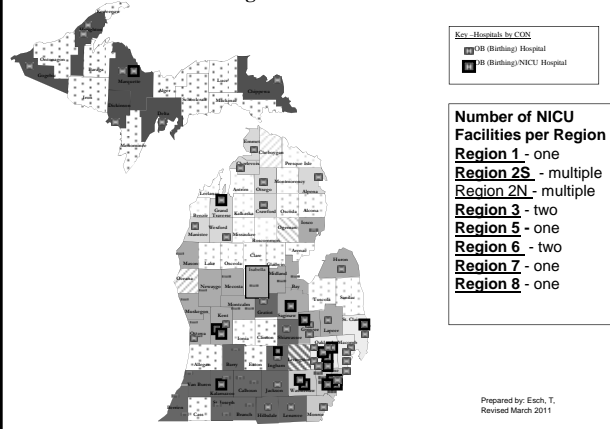 Key –Hospitals by CON
OB (Birthing) Hospital
OB (Birthing)/NICU Hospital
Number of NICU
Facilities per Region
Region 1 - one
Region 2S - multiple
Region 2N - multiple
Region 3 - two
Region 5 - one
Region 6 - two
Region 7 - one
Region 8 - one
Keweenaw
Houghton
Ontonagon
Gogebic
Marquette
Alger
Luce
Schoolcraft
Mackinac
Chippewa
Dickinson
Delta
Menominee
Emmet
Cheboygan
Presque Isle
Charlevoix
Antrim
Otsego
Montmorency
Alpena
Leelanau
Grand
Traverse
Benzie
Kalkaska
Crawford
Oscoda
Alcona
Manistee
Wexford
Missaukee
Roscommon
Ogemaw
Iosco
Arenac
Mason
Lake
Osceola
Clare
Gladwin
Huron
Oceana
Newaygo
Mecosta
Isabella
Midland
Bay
Tuscola
Sanilac
Muskegon
Montcalm
Gratiot
Saginaw
Kent
Ottawa
Ionia
Clinton
Shiawassee
Genesee
Lapeer
St. Clair
Allegan
Barry
Eaton
Ingham
Oakland
Macomb
Van Buren
Kalamazoo
Calhoun
Jackson
Washtenaw
Berrien
Cass
St Joseph
Branch
Hillsdale
Lenawee
Monroe
Prepared by: Esch, T,
Revised March 2011